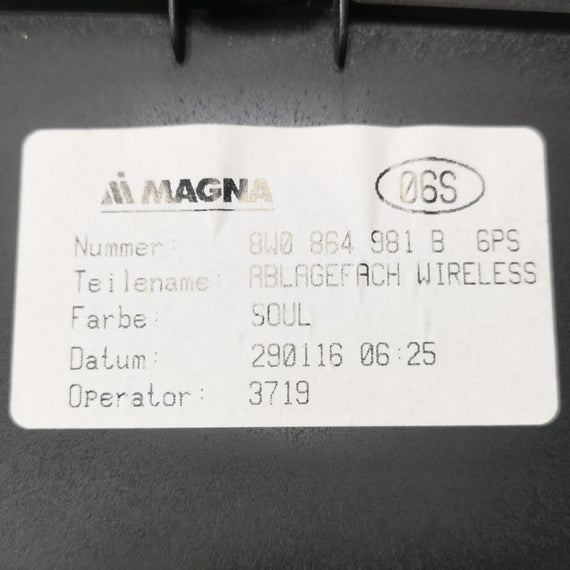 MAGNA 06S
Nummer: 8W0 864 981 B 6PS
Teilename: ABLAGEFACH WIRELESS
Farbe: SOUL
Datum: 290116 06:25
Operator: 3719